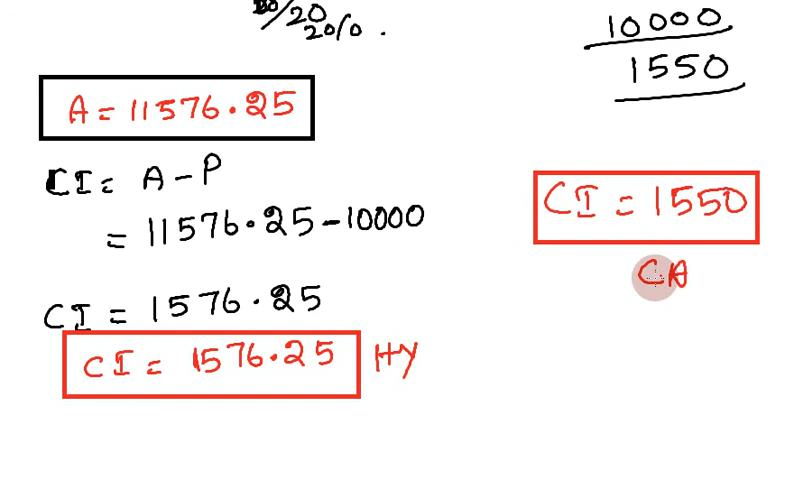 20
20%.
A = 11576.25
CI = A - P
= 11576.25 - 10000
CI = 1576.25
CI = 1576.25 HY
10000
1550
CI = 1550